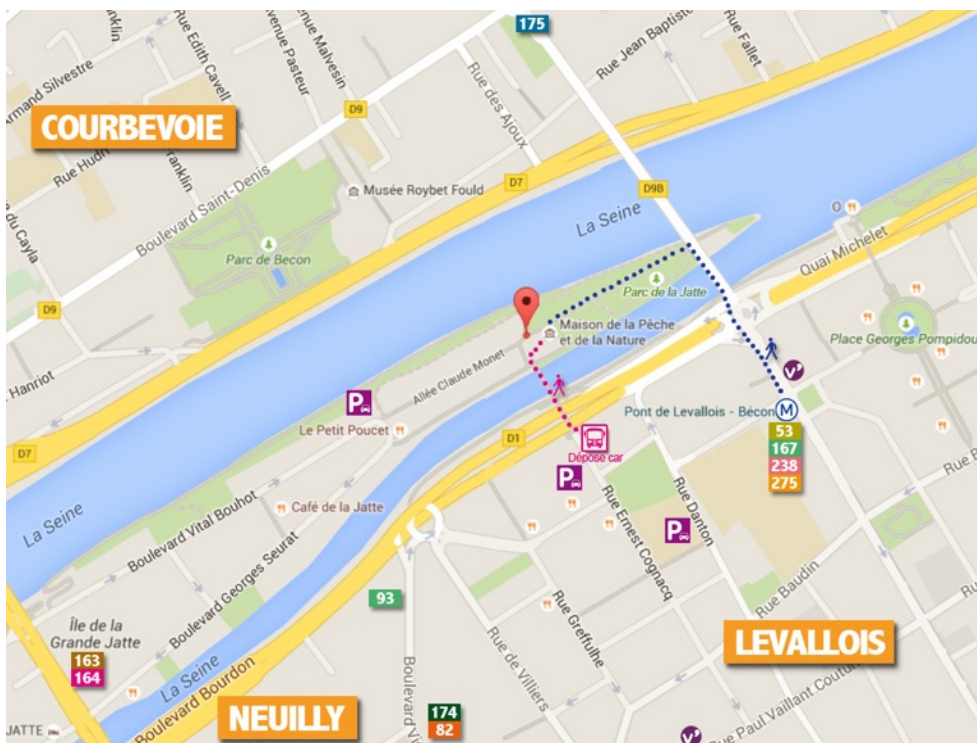 175
Rue Edith Cavell
Avenue Pasteur
Avenue Malvesin
Rue Jean Baptiste
Rue Fallet
Armand Silvestre
D9
Rue des Ajoux
COURBEVOIE
Franklin
Musée Roybet Fould
D7
D9B
O
Boulevard Saint-Denis
La Seine
Quai Michelet
Parc de Becon
Parc de la Jatte
D9
Maison de la Pêche
et de la Nature
Place Georges Pompidou
Hanriot
Allée Claude Monet
V'
P
Pont de Levallois - Bécon
M
Le Petit Poucet
D1
53
167
238
275
D7
Dépose car
P
La Seine
Boulevard Vital Bouhot
Café de la Jatte
Rue Ernest Cognacq
Rue Danton
P
Boulevard Georges Seurat
Rue Baudin
93
Île de la
Grande Jatte
163
164
Rue Greffulhe
LEVALLOIS
La Seine
Boulevard Bourdon
Rue de Villiers
NEUILLY
174
82
Rue Paul Vaillant Couturier
JATTE
V'